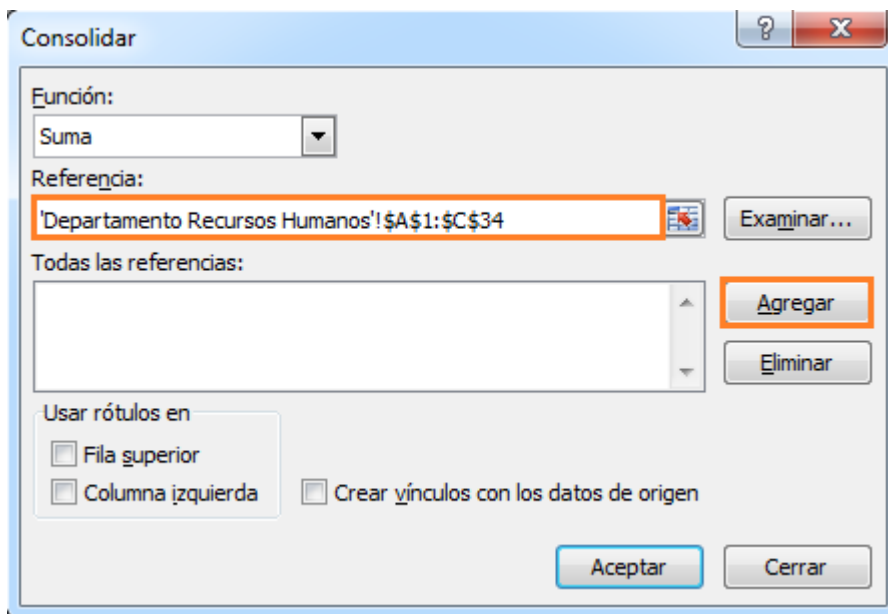 Consolidar
Función:
Suma
Referencia:
'Departamento Recursos Humanos'!$A$1:$C$34
Examinar...
Todas las referencias:
Agregar
Eliminar
Usar rótulos en
Fila superior
Columna izquierda
Crear vínculos con los datos de origen
Aceptar
Cerrar